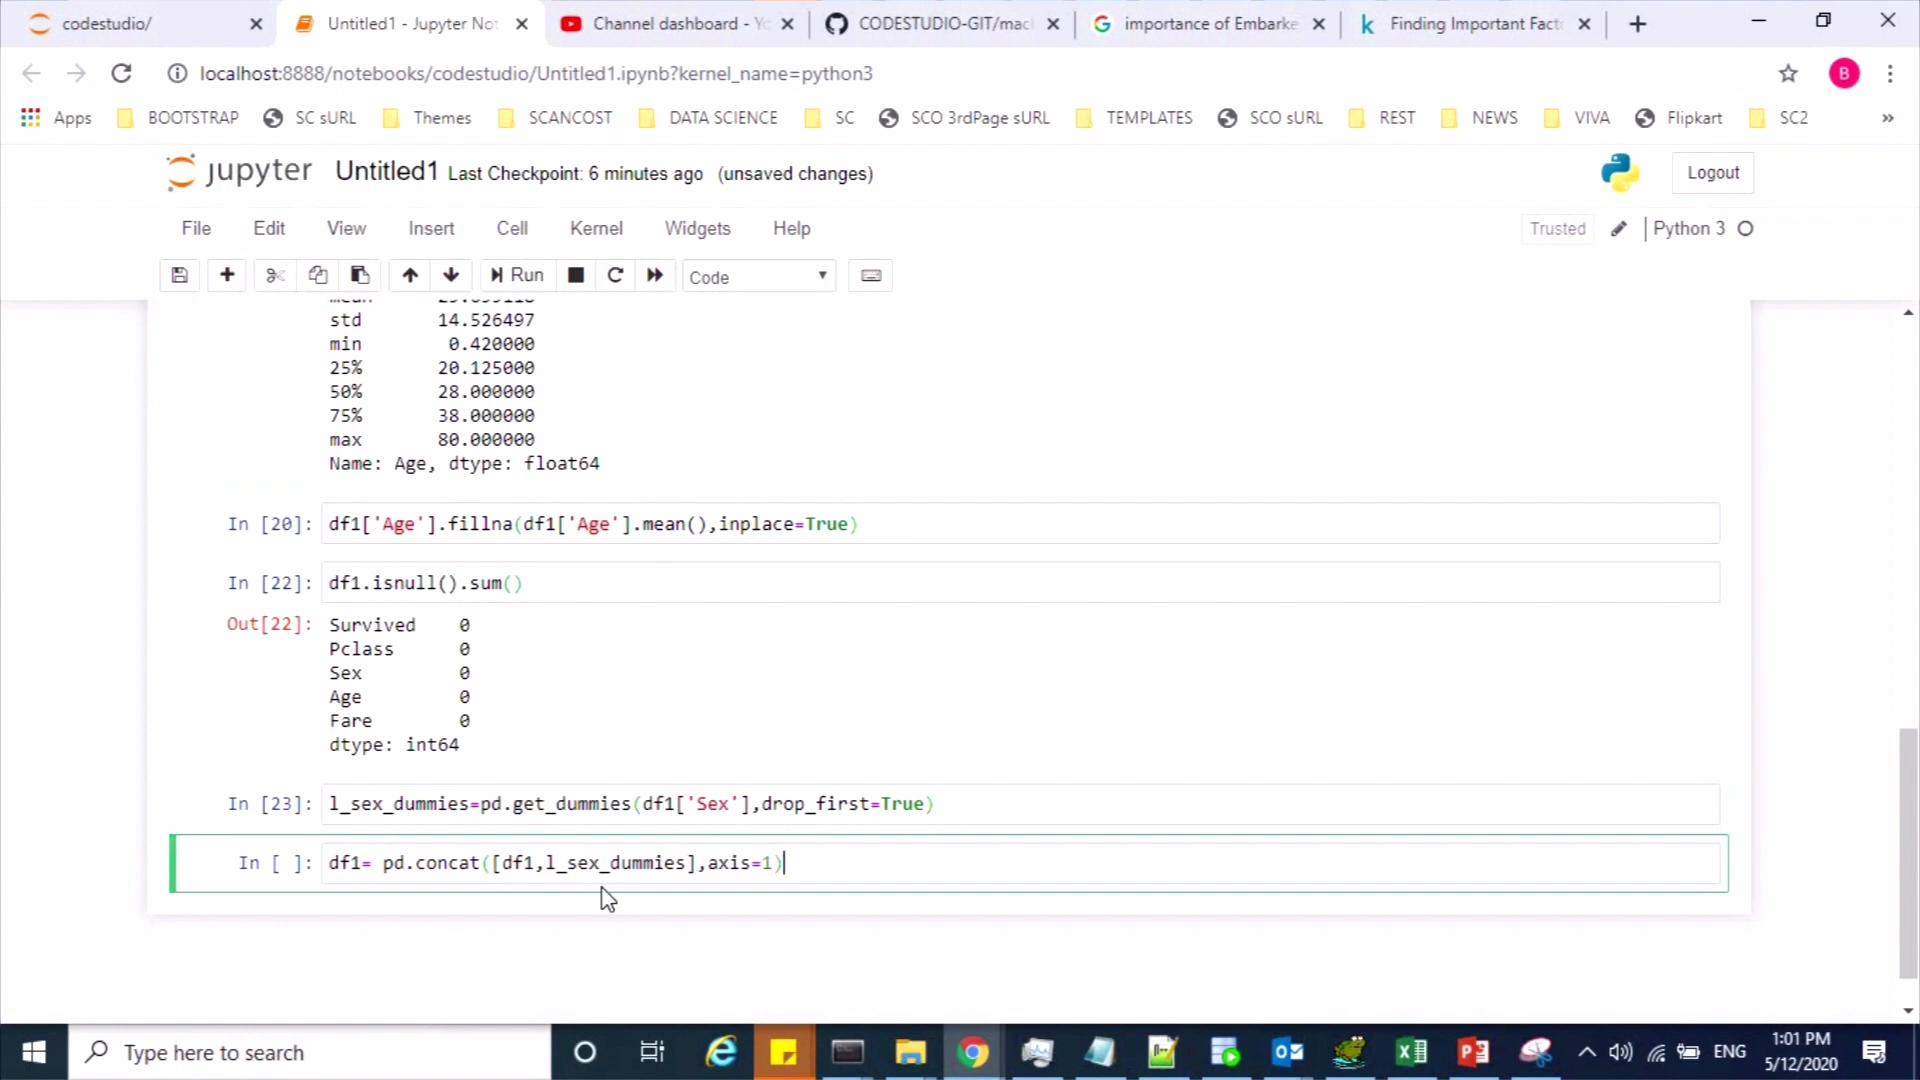 codestudio/
Untitled1 - Jupyter Not
Channel dashboard - Yo
CODESTUDIO-GIT/mac
importance of Embarke
Finding Important Facto
localhost:8888/notebooks/codestudio/Untitled1.ipynb?kernel_name=python3
B
Apps
BOOTSTRAP
SC sURL
Themes
SCANCOST
DATA SCIENCE
SC
SCO 3rdPage sURL
TEMPLATES
SCO sURL
REST
NEWS
VIVA
Flipkart
SC2
»
jupyter Untitled1 Last Checkpoint: 6 minutes ago (unsaved changes)
Logout
File Edit View Insert Cell Kernel Widgets Help
Trusted
Python 3
Run
Code
std 14.526497
min 0.420000
25% 20.125000
50% 28.000000
75% 38.000000
max 80.000000
Name: Age, dtype: float64
In [20]: df1['Age'].fillna(df1['Age'].mean(),inplace=True)
In [22]: df1.isnull().sum()
Out[22]: Survived 0
Pclass 0
Sex 0
Age 0
Fare 0
dtype: int64
In [23]: l_sex_dummies=pd.get_dummies(df1['Sex'],drop_first=True)
In [ ]: df1= pd.concat([df1,l_sex_dummies],axis=1)
Type here to search
ENG
1:01 PM
5/12/2020